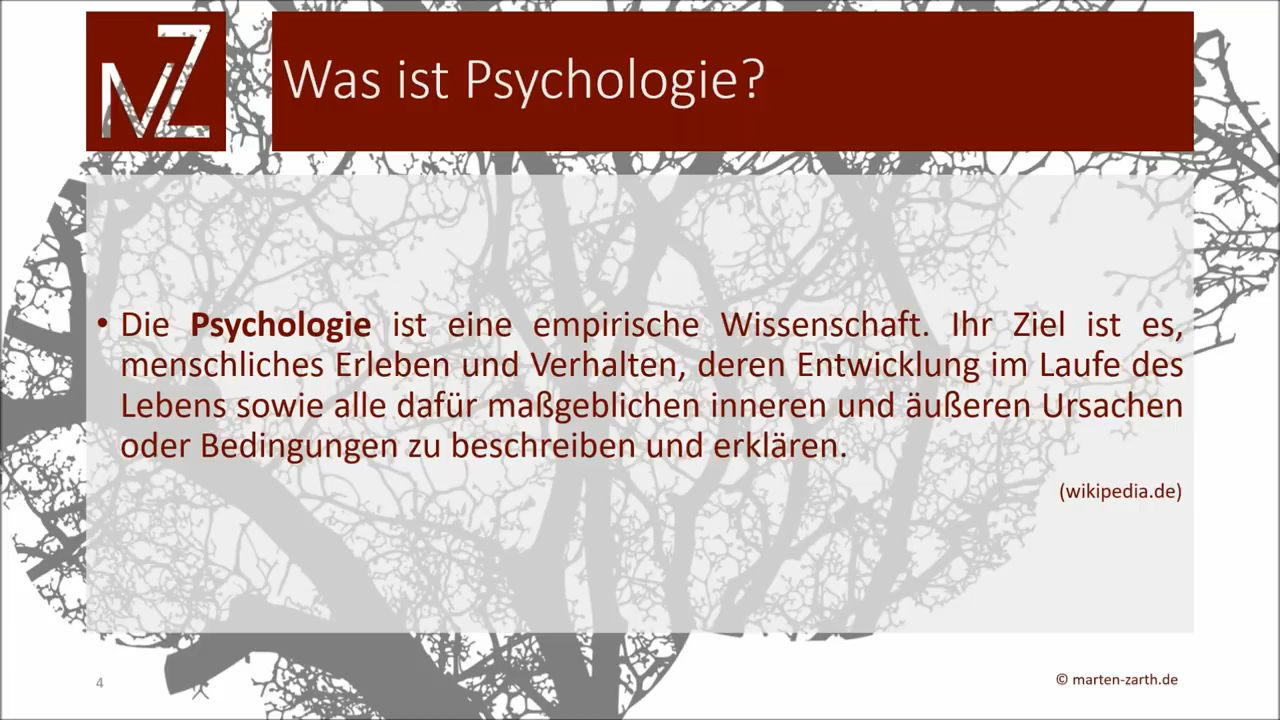 MZ
Was ist Psychologie?
• Die Psychologie ist eine empirische Wissenschaft. Ihr Ziel ist es,
menschliches Erleben und Verhalten, deren Entwicklung im Laufe des
Lebens sowie alle dafür maßgeblichen inneren und äußeren Ursachen
oder Bedingungen zu beschreiben und erklären.
(wikipedia.de)
4
© marten-zarth.de